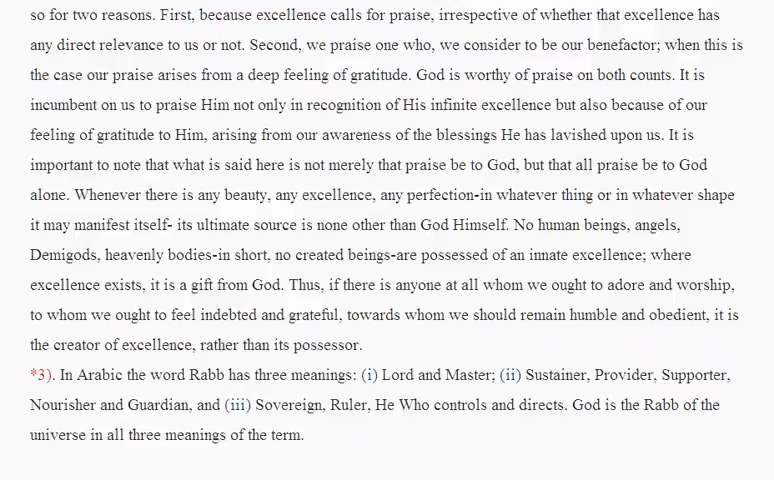 so for two reasons. First, because excellence calls for praise, irrespective of whether that excellence has
any direct relevance to us or not. Second, we praise one who, we consider to be our benefactor; when this is
the case our praise arises from a deep feeling of gratitude. God is worthy of praise on both counts. It is
incumbent on us to praise Him not only in recognition of His infinite excellence but also because of our
feeling of gratitude to Him, arising from our awareness of the blessings He has lavished upon us. It is
important to note that what is said here is not merely that praise be to God, but that all praise be to God
alone. Whenever there is any beauty, any excellence, any perfection-in whatever thing or in whatever shape
it may manifest itself- its ultimate source is none other than God Himself. No human beings, angels,
Demigods, heavenly bodies-in short, no created beings-are possessed of an innate excellence; where
excellence exists, it is a gift from God. Thus, if there is anyone at all whom we ought to adore and worship,
to whom we ought to feel indebted and grateful, towards whom we should remain humble and obedient, it is
the creator of excellence, rather than its possessor.
*3). In Arabic the word Rabb has three meanings: (i) Lord and Master; (ii) Sustainer, Provider, Supporter,
Nourisher and Guardian, and (iii) Sovereign, Ruler, He Who controls and directs. God is the Rabb of the
universe in all three meanings of the term.